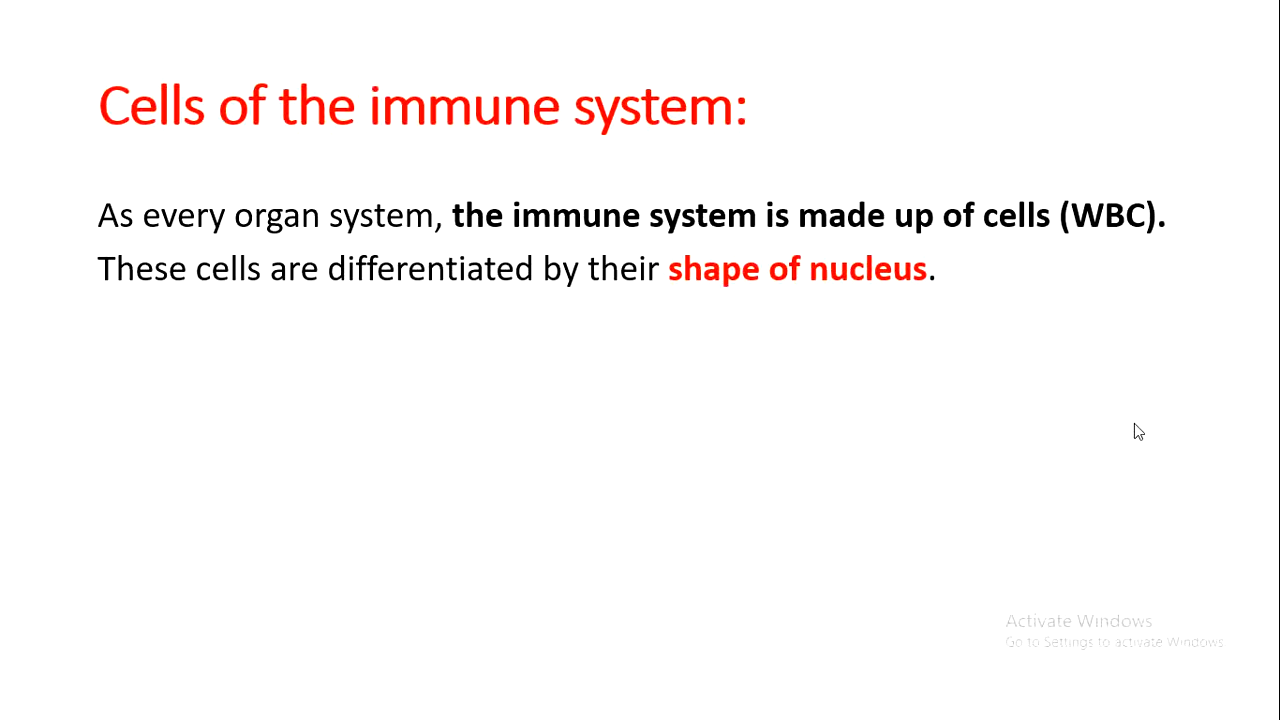 Cells of the immune system:
As every organ system, the immune system is made up of cells (WBC).
These cells are differentiated by their shape of nucleus.
Activate Windows
Go to Settings to activate Windows